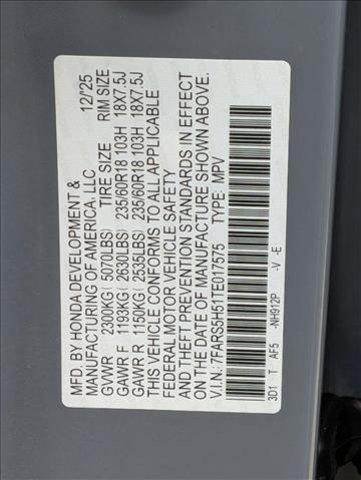 MFD. BY HONDA DEVELOPMENT &
MANUFACTURING OF AMERICA, LLC 12/'25
GVWR 2300KG ( 5070LBS) TIRE SIZE RIM SIZE
GAWR F 1193KG ( 2630LBS) 235/60R18 103H 18X7.5J
GAWR R 1150KG ( 2535LBS) 235/60R18 103H 18X7.5J
THIS VEHICLE CONFORMS TO ALL APPLICABLE
FEDERAL MOTOR VEHICLE SAFETY
AND THEFT PREVENTION STANDARDS IN EFFECT
ON THE DATE OF MANUFACTURE SHOWN ABOVE.
V.I.N.: 7FARS5H51TE017575 TYPE: MPV
3D1 T AF5 -NH912P -V -E